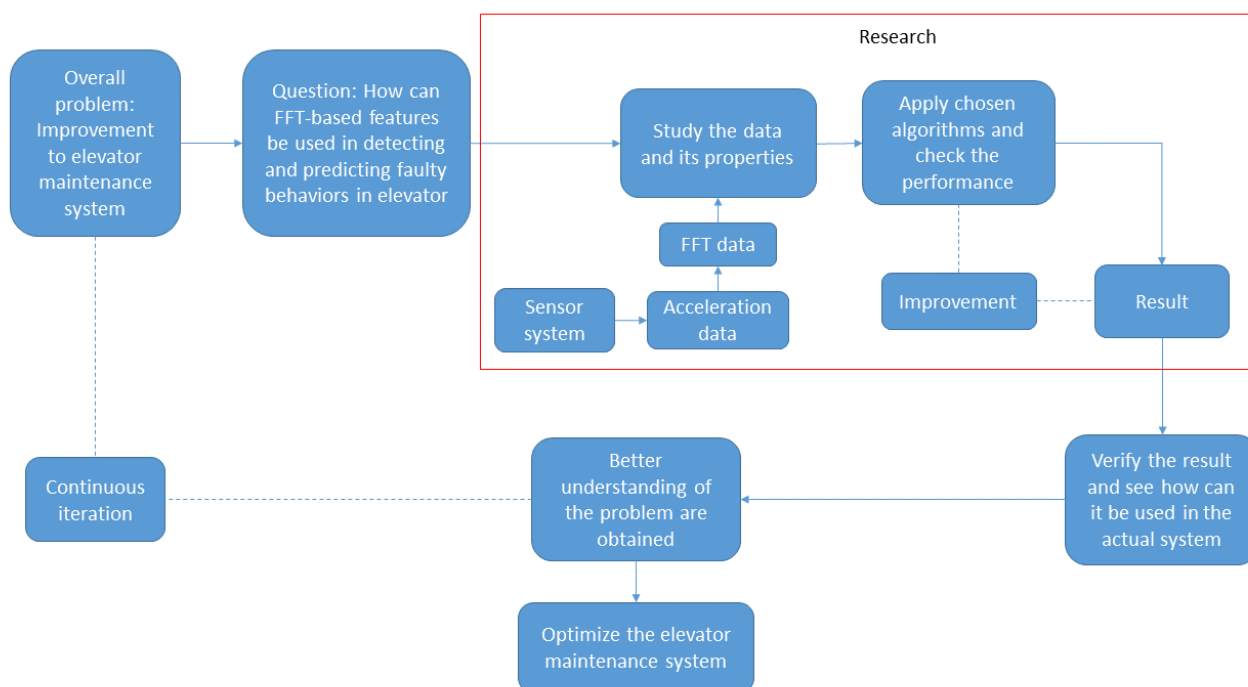 Research
Overall
problem:
Improvement
to elevator
maintenance
system
Question: How can
FFT-based features
be used in detecting
and predicting faulty
behaviors in elevator
Study the data
and its properties
Apply chosen
algorithms and
check the
performance
FFT data
Sensor
system
Acceleration
data
Improvement
Result
Verify the result
and see how can
it be used in the
actual system
Better
understanding of
the problem are
obtained
Continuous
iteration
Optimize the elevator
maintenance system